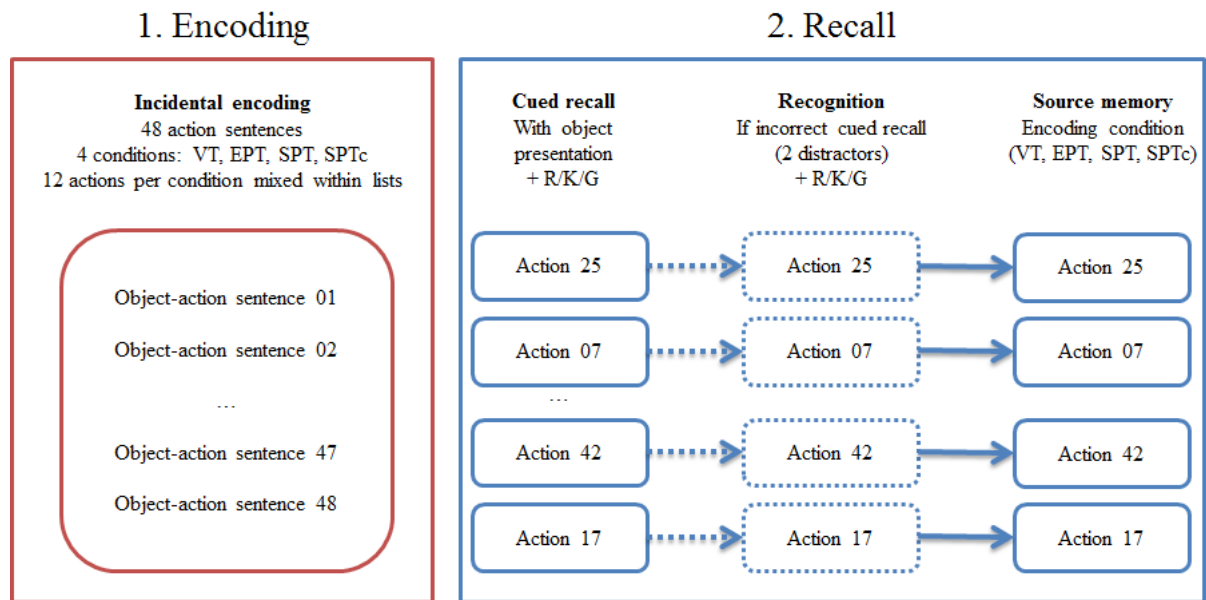 1. Encoding
Incidental encoding
48 action sentences
4 conditions: VT, EPT, SPT, SPTc
12 actions per condition mixed within lists
Object-action sentence 01
Object-action sentence 02
...
Object-action sentence 47
Object-action sentence 48
2. Recall
Cued recall
With object
presentation
+ R/K/G
Recognition
If incorrect cued recall
(2 distractors)
+ R/K/G
Source memory
Encoding condition
(VT, EPT, SPT, SPTc)
Action 25
Action 25
Action 25
Action 07
Action 07
Action 07
...
Action 42
Action 42
Action 42
Action 17
Action 17
Action 17